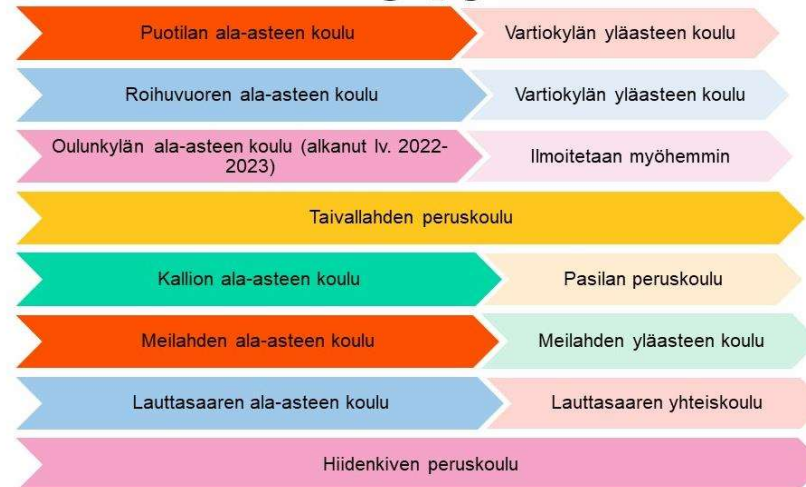 Puotilan ala-asteen koulu
Vartiokylän yläasteen koulu
Roihuvuoren ala-asteen koulu
Vartiokylän yläasteen koulu
Oulunkylän ala-asteen koulu (alkanut lv. 2022-
2023)
Ilmoitetaan myöhemmin
Taivallahden peruskoulu
Kallion ala-asteen koulu
Pasilan peruskoulu
Meilahden ala-asteen koulu
Meilahden yläasteen koulu
Lauttasaaren ala-asteen koulu
Lauttasaaren yhteiskoulu
Hiidenkiven peruskoulu